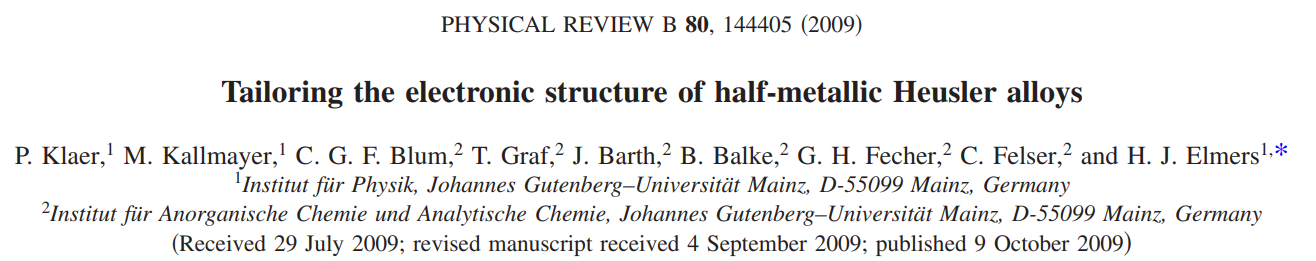 PHYSICAL REVIEW B 80, 144405 (2009)
Tailoring the electronic structure of half-metallic Heusler alloys
P. Klaer,¹ M. Kallmayer,¹ C. G. F. Blum,² T. Graf,² J. Barth,² B. Balke,² G. H. Fecher,² C. Felser,² and H. J. Elmers¹,*
¹Institut für Physik, Johannes Gutenberg–Universität Mainz, D-55099 Mainz, Germany
²Institut für Anorganische Chemie und Analytische Chemie, Johannes Gutenberg–Universität Mainz, D-55099 Mainz, Germany
(Received 29 July 2009; revised manuscript received 4 September 2009; published 9 October 2009)